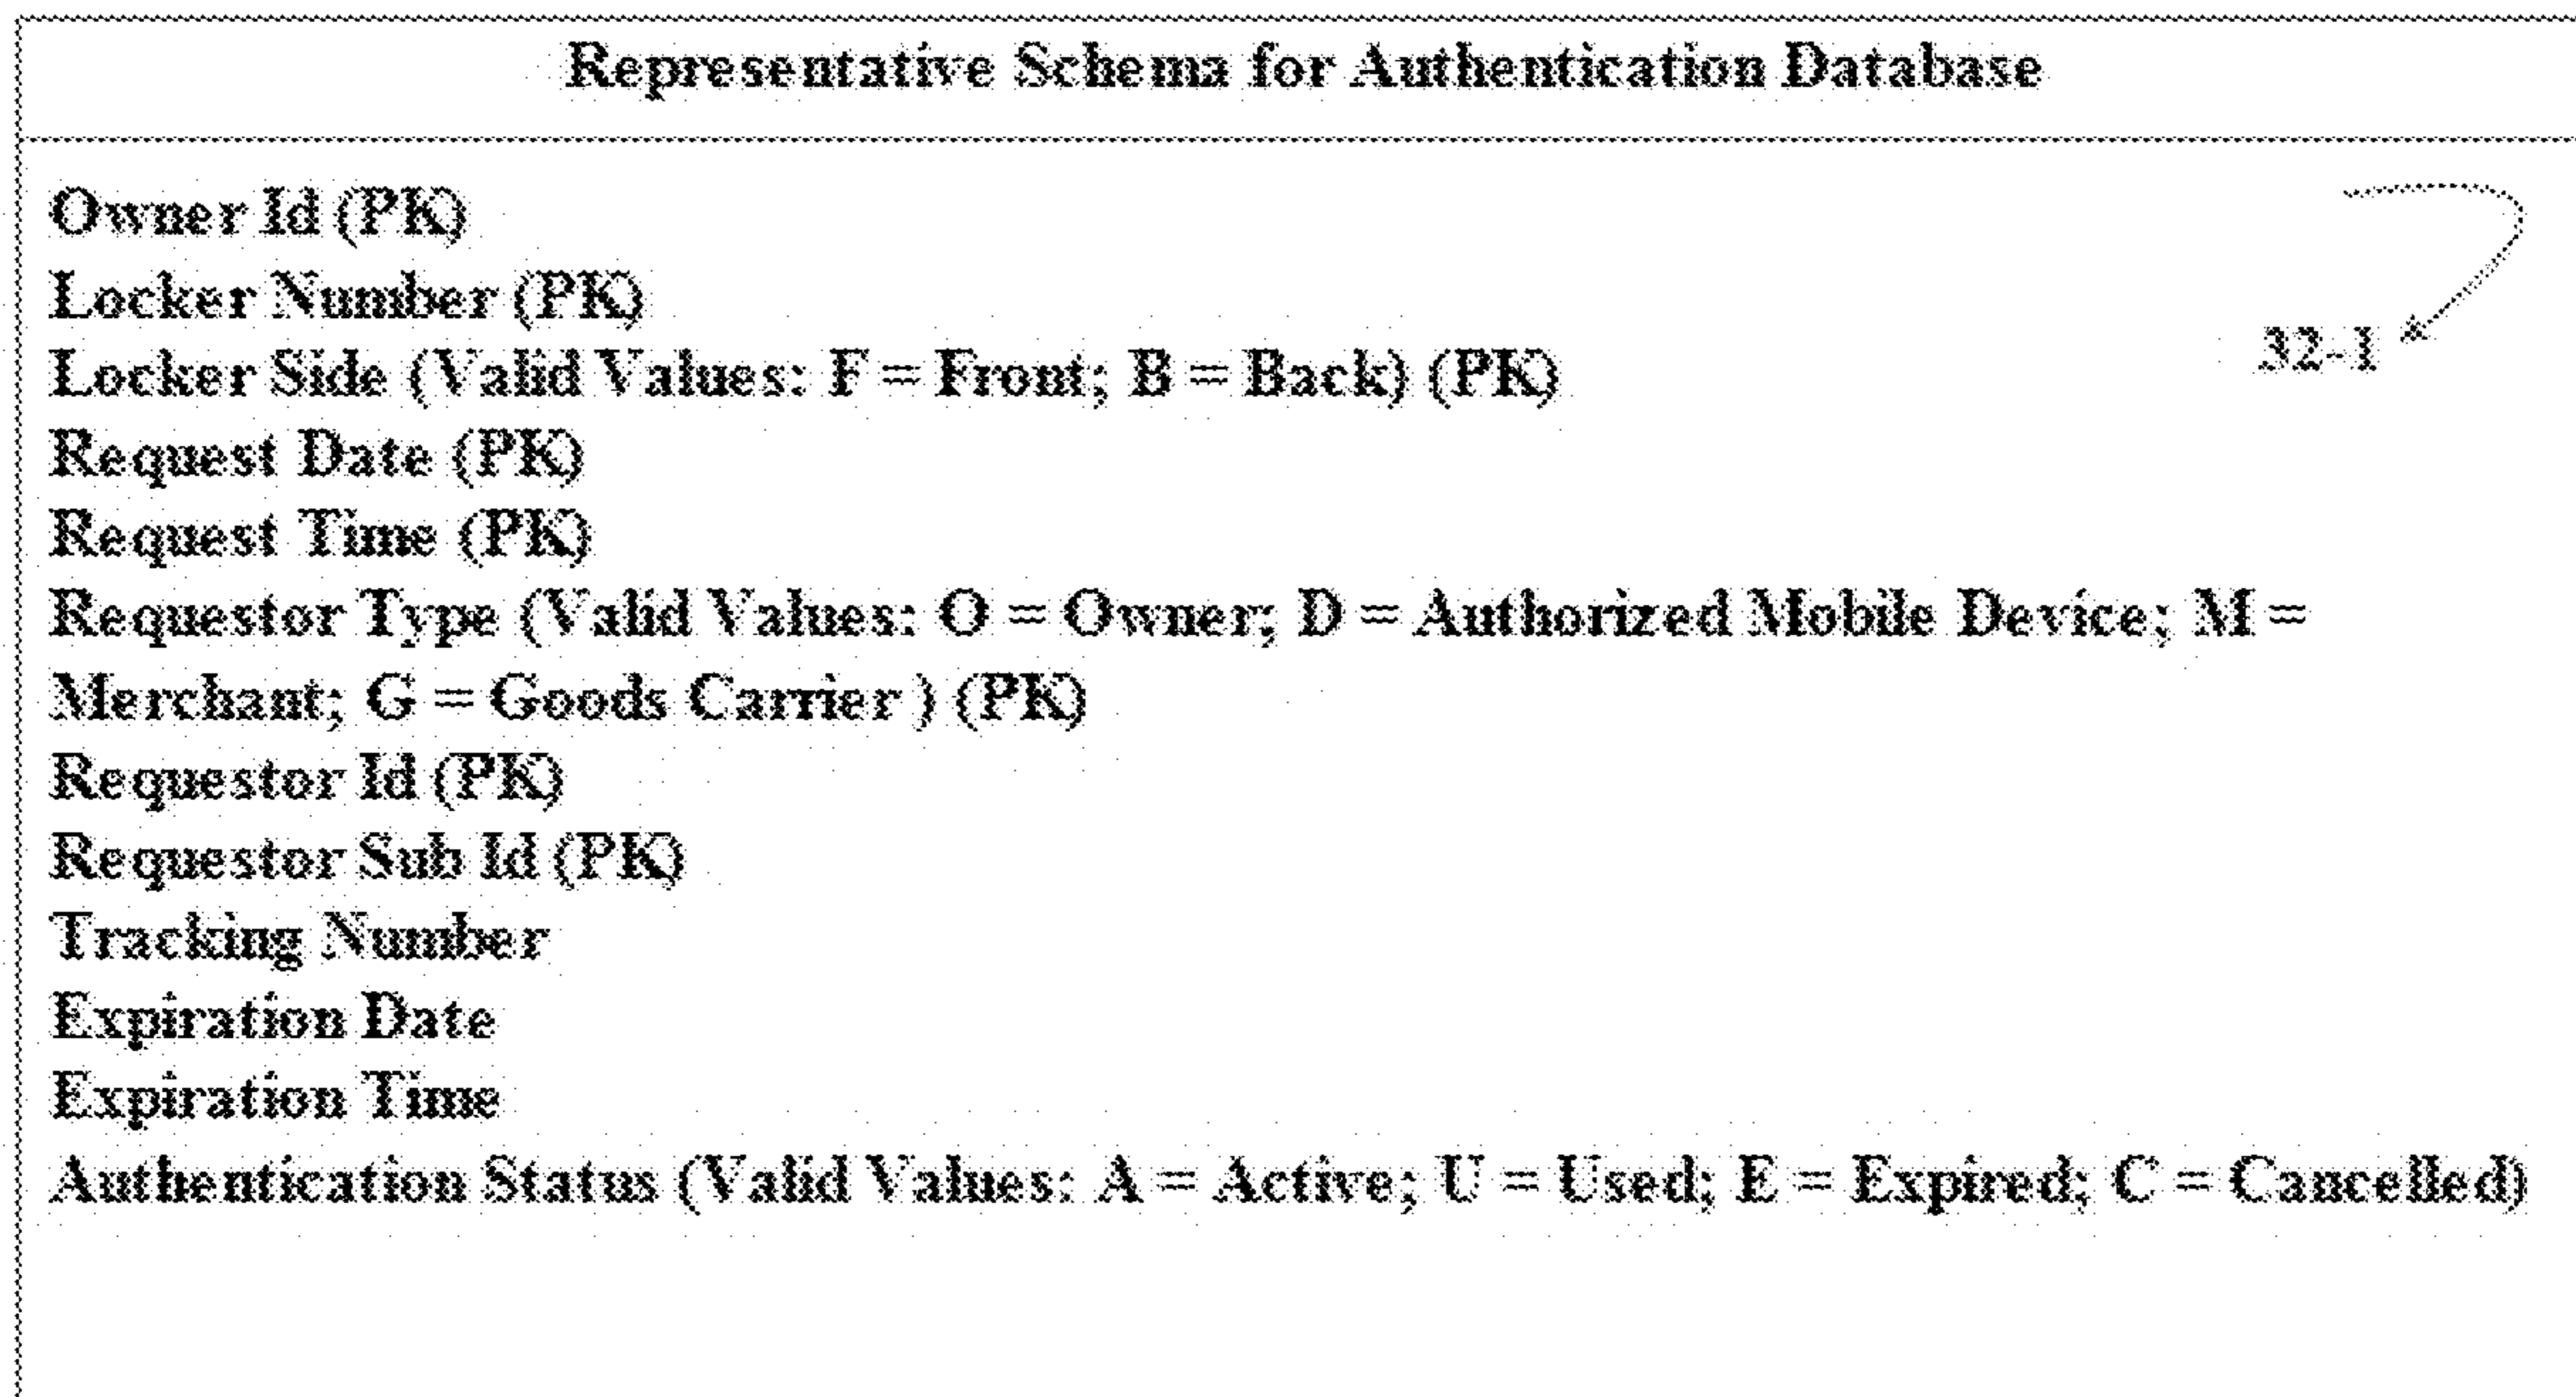 Representative Schema for Authentication Database
Owner Id (PK)
Locker Number (PK)
Locker Side (Valid Values: F = Front; B = Back) (PK)
32-1
Request Date (PK)
Request Time (PK)
Requestor Type (Valid Values: O = Owner; D = Authorized Mobile Device; M =
Merchant; G = Goods Carrier ) (PK)
Requestor Id (PK)
Requestor Sub Id (PK)
Tracking Number
Expiration Date
Expiration Time
Authentication Status (Valid Values: A = Active; U = Used; E = Expired; C = Cancelled)